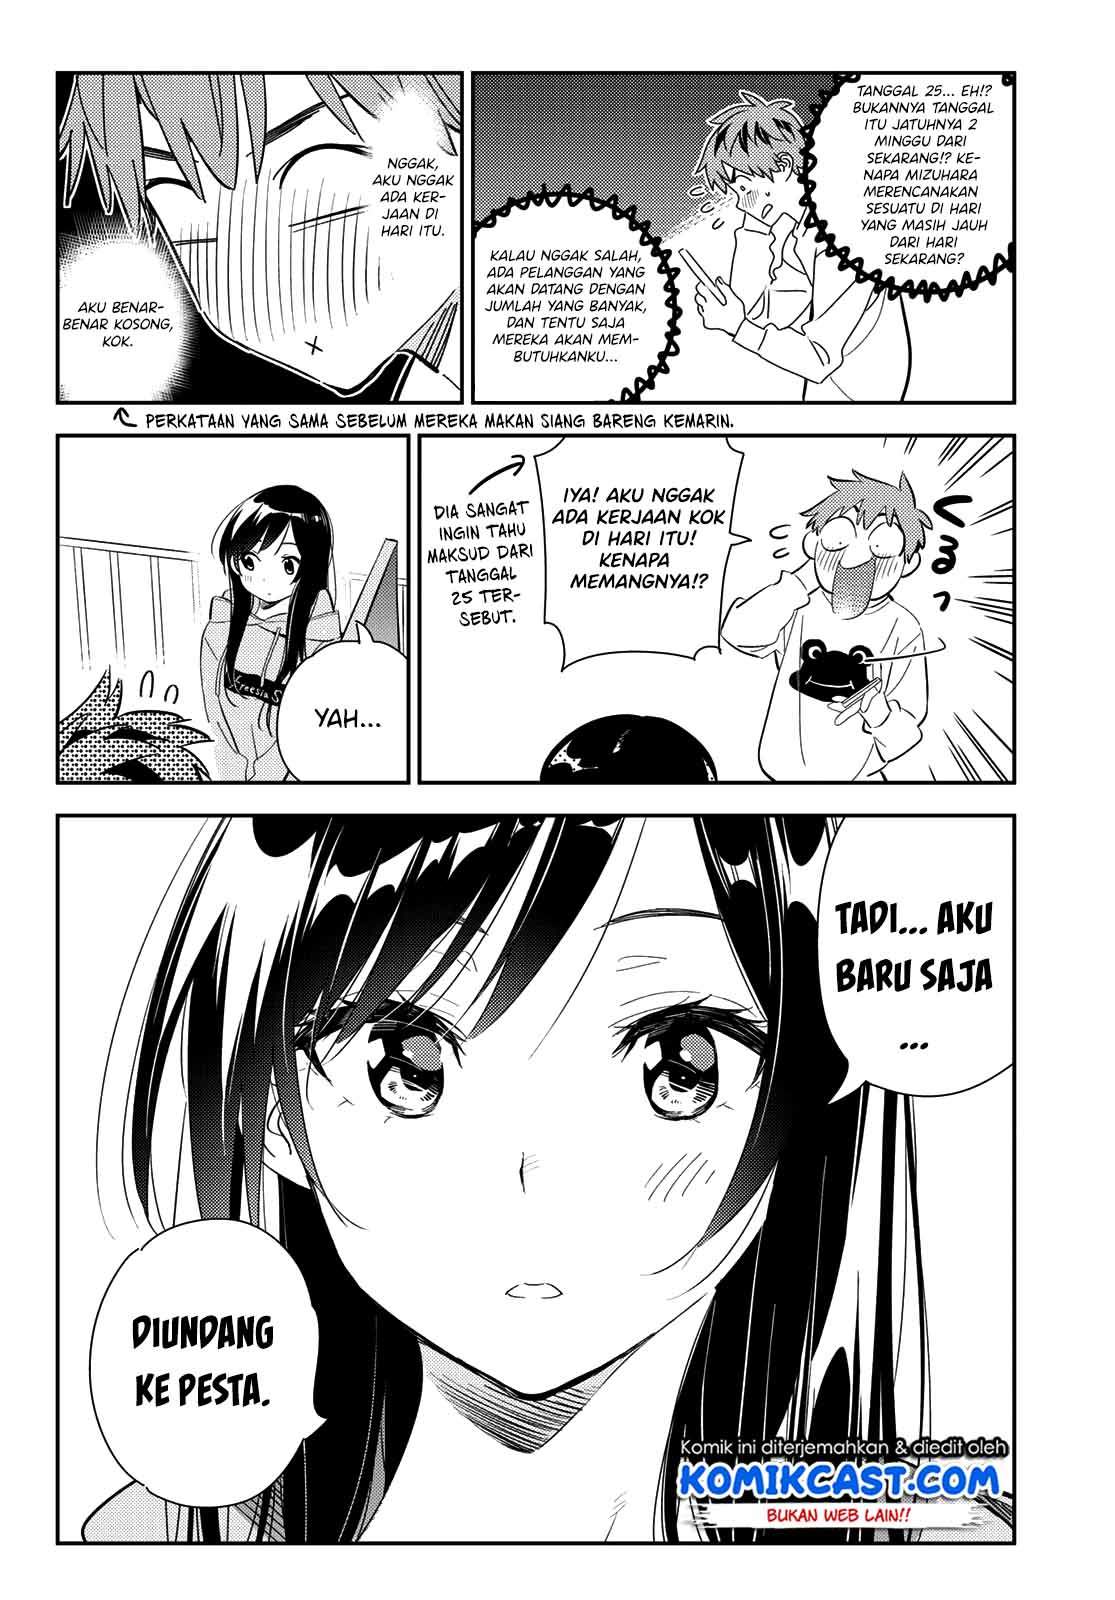 TANGGAL 25... EH!?
BUKANNYA TANGGAL
ITU JATUHNYA 2
MINGGU DARI
SEKARANG!? KE-
NAPA MIZUHARA
MERENCANAKAN
SESUATU DI HARI
YANG MASIH JAUH
DARI HARI
SEKARANG?
KALAU NGGAK SALAH,
ADA PELANGGAN YANG
AKAN DATANG DENGAN
JUMLAH YANG BANYAK,
DAN TENTU SAJA
MEREKA AKAN MEM-
BUTUHKANKU...
NGGAK,
AKU NGGAK
ADA KER-
JAAN DI
HARI ITU.
AKU BENAR-
BENAR KOSONG,
KOK.
PERKATAAN YANG SAMA SEBELUM MEREKA MAKAN SIANG BARENG KEMARIN.
IYA! AKU NGGAK
ADA KERJAAN KOK
DI HARI ITU!
KENAPA
MEMANGNYA!?
DIA SANGAT
INGIN TAHU
MAKSUD DARI
TANGGAL
25 TER-
SEBUT.
YAH...
Freesia S
TADI... AKU
BARU SAJA
...
DIUNDANG
KE PESTA.
Komik ini diterjemahkan & diedit oleh
KOMIKCAST.COM
BUKAN WEB LAIN!!